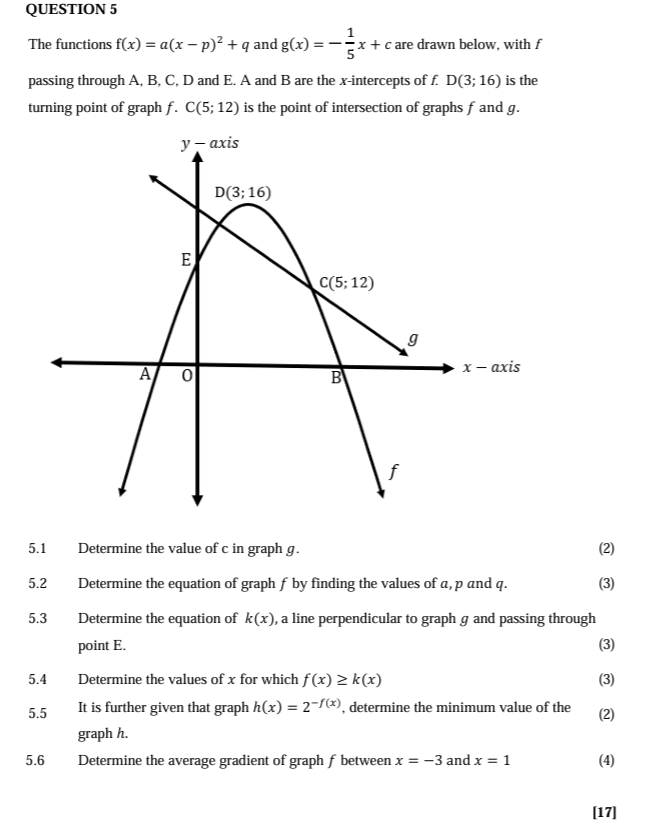 QUESTION 5
The functions f(x) = a(x − p)² + q and g(x) = −1/5 x + c are drawn below, with f
passing through A, B, C, D and E. A and B are the x-intercepts of f. D(3; 16) is the
turning point of graph f. C(5; 12) is the point of intersection of graphs f and g.
y − axis
D(3; 16)
E
C(5; 12)
g
x − axis
A
O
B
f
5.1 Determine the value of c in graph g. (2)
5.2 Determine the equation of graph f by finding the values of a, p and q. (3)
5.3 Determine the equation of k(x), a line perpendicular to graph g and passing through
point E. (3)
5.4 Determine the values of x for which f(x) ≥ k(x) (3)
5.5 It is further given that graph h(x) = 2^−f(x), determine the minimum value of the (2)
graph h.
5.6 Determine the average gradient of graph f between x = −3 and x = 1 (4)
[17]